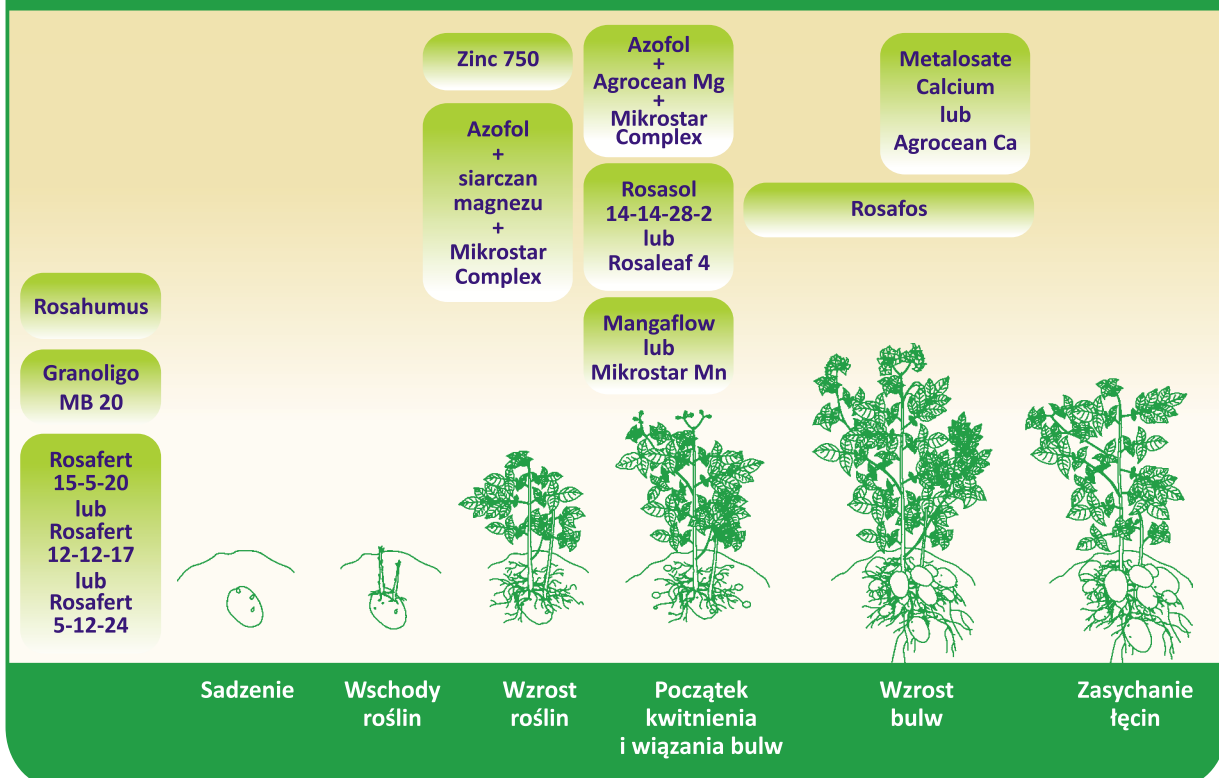 Rosahumus
Granoligo
MB 20
Rosafert
15-5-20
lub
Rosafert
12-12-17
lub
Rosafert
5-12-24
Zinc 750
Azofol
+
siarczan
magnezu
+
Mikrostar
Complex
Azofol
+
Agrocean Mg
+
Mikrostar
Complex
Rosasol
14-14-28-2
lub
Rosaleaf 4
Mangaflow
lub
Mikrostar Mn
Metalosate
Calcium
lub
Agrocean Ca
Rosafos
Sadzenie
Wschody
roślin
Wzrost
roślin
Początek
kwitnienia
i wiązania bulw
Wzrost
bulw
Zasychanie
łęcin